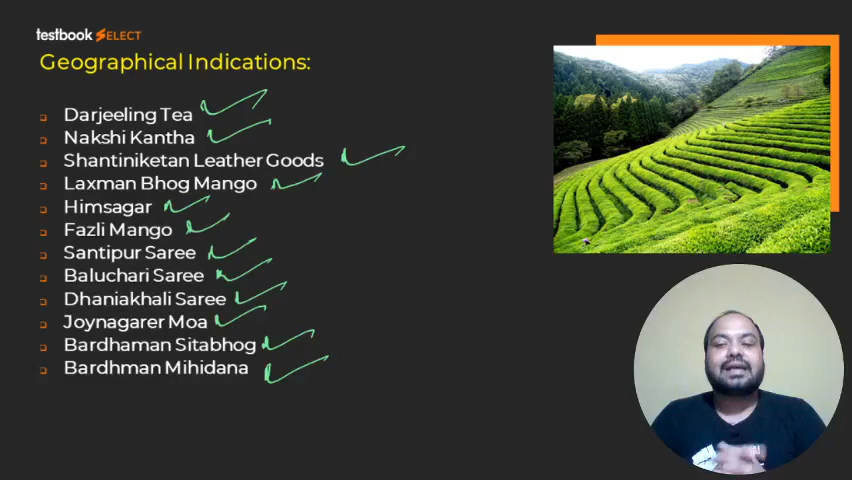 testbook SELECT
Geographical Indications:
Darjeeling Tea
Nakshi Kantha
Shantiniketan Leather Goods
Laxman Bhog Mango
Himsagar
Fazli Mango
Santipur Saree
Baluchari Saree
Dhaniakhali Saree
Joynagarer Moa
Bardhaman Sitabhog
Bardhman Mihidana